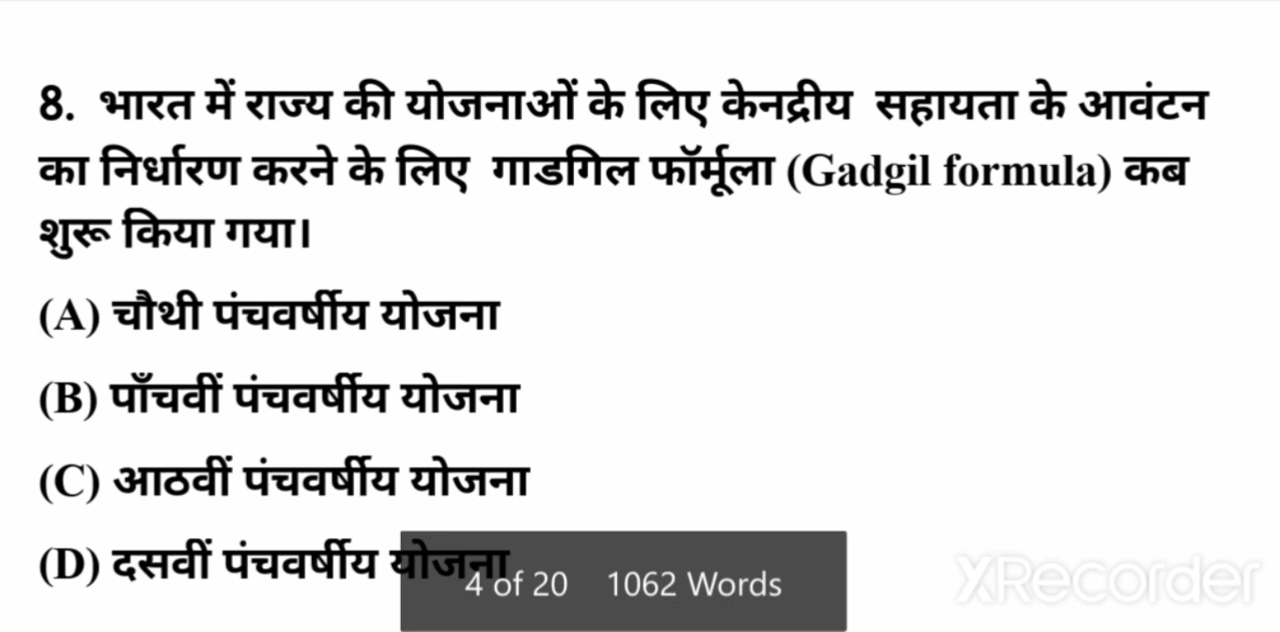 8. भारत में राज्य की योजनाओं के लिए केनद्रीय सहायता के आवंटन
का निर्धारण करने के लिए गाडगिल फॉर्मूला (Gadgil formula) कब
शुरू किया गया।
(A) चौथी पंचवर्षीय योजना
(B) पाँचवीं पंचवर्षीय योजना
(C) आठवीं पंचवर्षीय योजना
(D) दसवीं पंचवर्षीय योजना
4 of 20 1062 Words
XRecorder